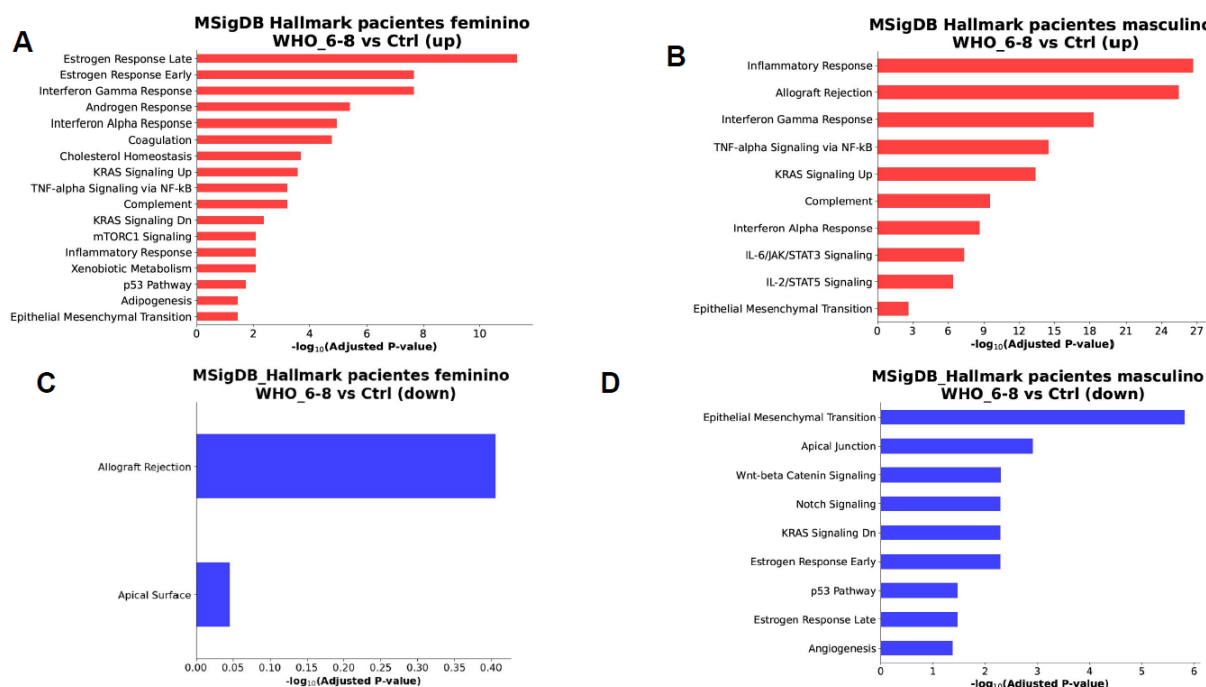 A
MSigDB Hallmark pacientes feminino
WHO_6-8 vs Ctrl (up)
Estrogen Response Late
Estrogen Response Early
Interferon Gamma Response
Androgen Response
Interferon Alpha Response
Coagulation
Cholesterol Homeostasis
KRAS Signaling Up
TNF-alpha Signaling via NF-kB
Complement
KRAS Signaling Dn
mTORC1 Signaling
Inflammatory Response
Xenobiotic Metabolism
p53 Pathway
Adipogenesis
Epithelial Mesenchymal Transition
0 2 4 6 8 10
-log10(Adjusted P-value)
B
MSigDB Hallmark pacientes masculino
WHO_6-8 vs Ctrl (up)
Inflammatory Response
Allograft Rejection
Interferon Gamma Response
TNF-alpha Signaling via NF-kB
KRAS Signaling Up
Complement
Interferon Alpha Response
IL-6/JAK/STAT3 Signaling
IL-2/STAT5 Signaling
Epithelial Mesenchymal Transition
0 3 6 9 12 15 18 21 24 27
-log10(Adjusted P-value)
C
MSigDB_Hallmark pacientes feminino
WHO_6-8 vs Ctrl (down)
Allograft Rejection
Apical Surface
0.00 0.05 0.10 0.15 0.20 0.25 0.30 0.35 0.40
-log10(Adjusted P-value)
D
MSigDB_Hallmark pacientes masculino
WHO_6-8 vs Ctrl (down)
Epithelial Mesenchymal Transition
Apical Junction
Wnt-beta Catenin Signaling
Notch Signaling
KRAS Signaling Dn
Estrogen Response Early
p53 Pathway
Estrogen Response Late
Angiogenesis
0 1 2 3 4 5 6
-log10(Adjusted P-value)